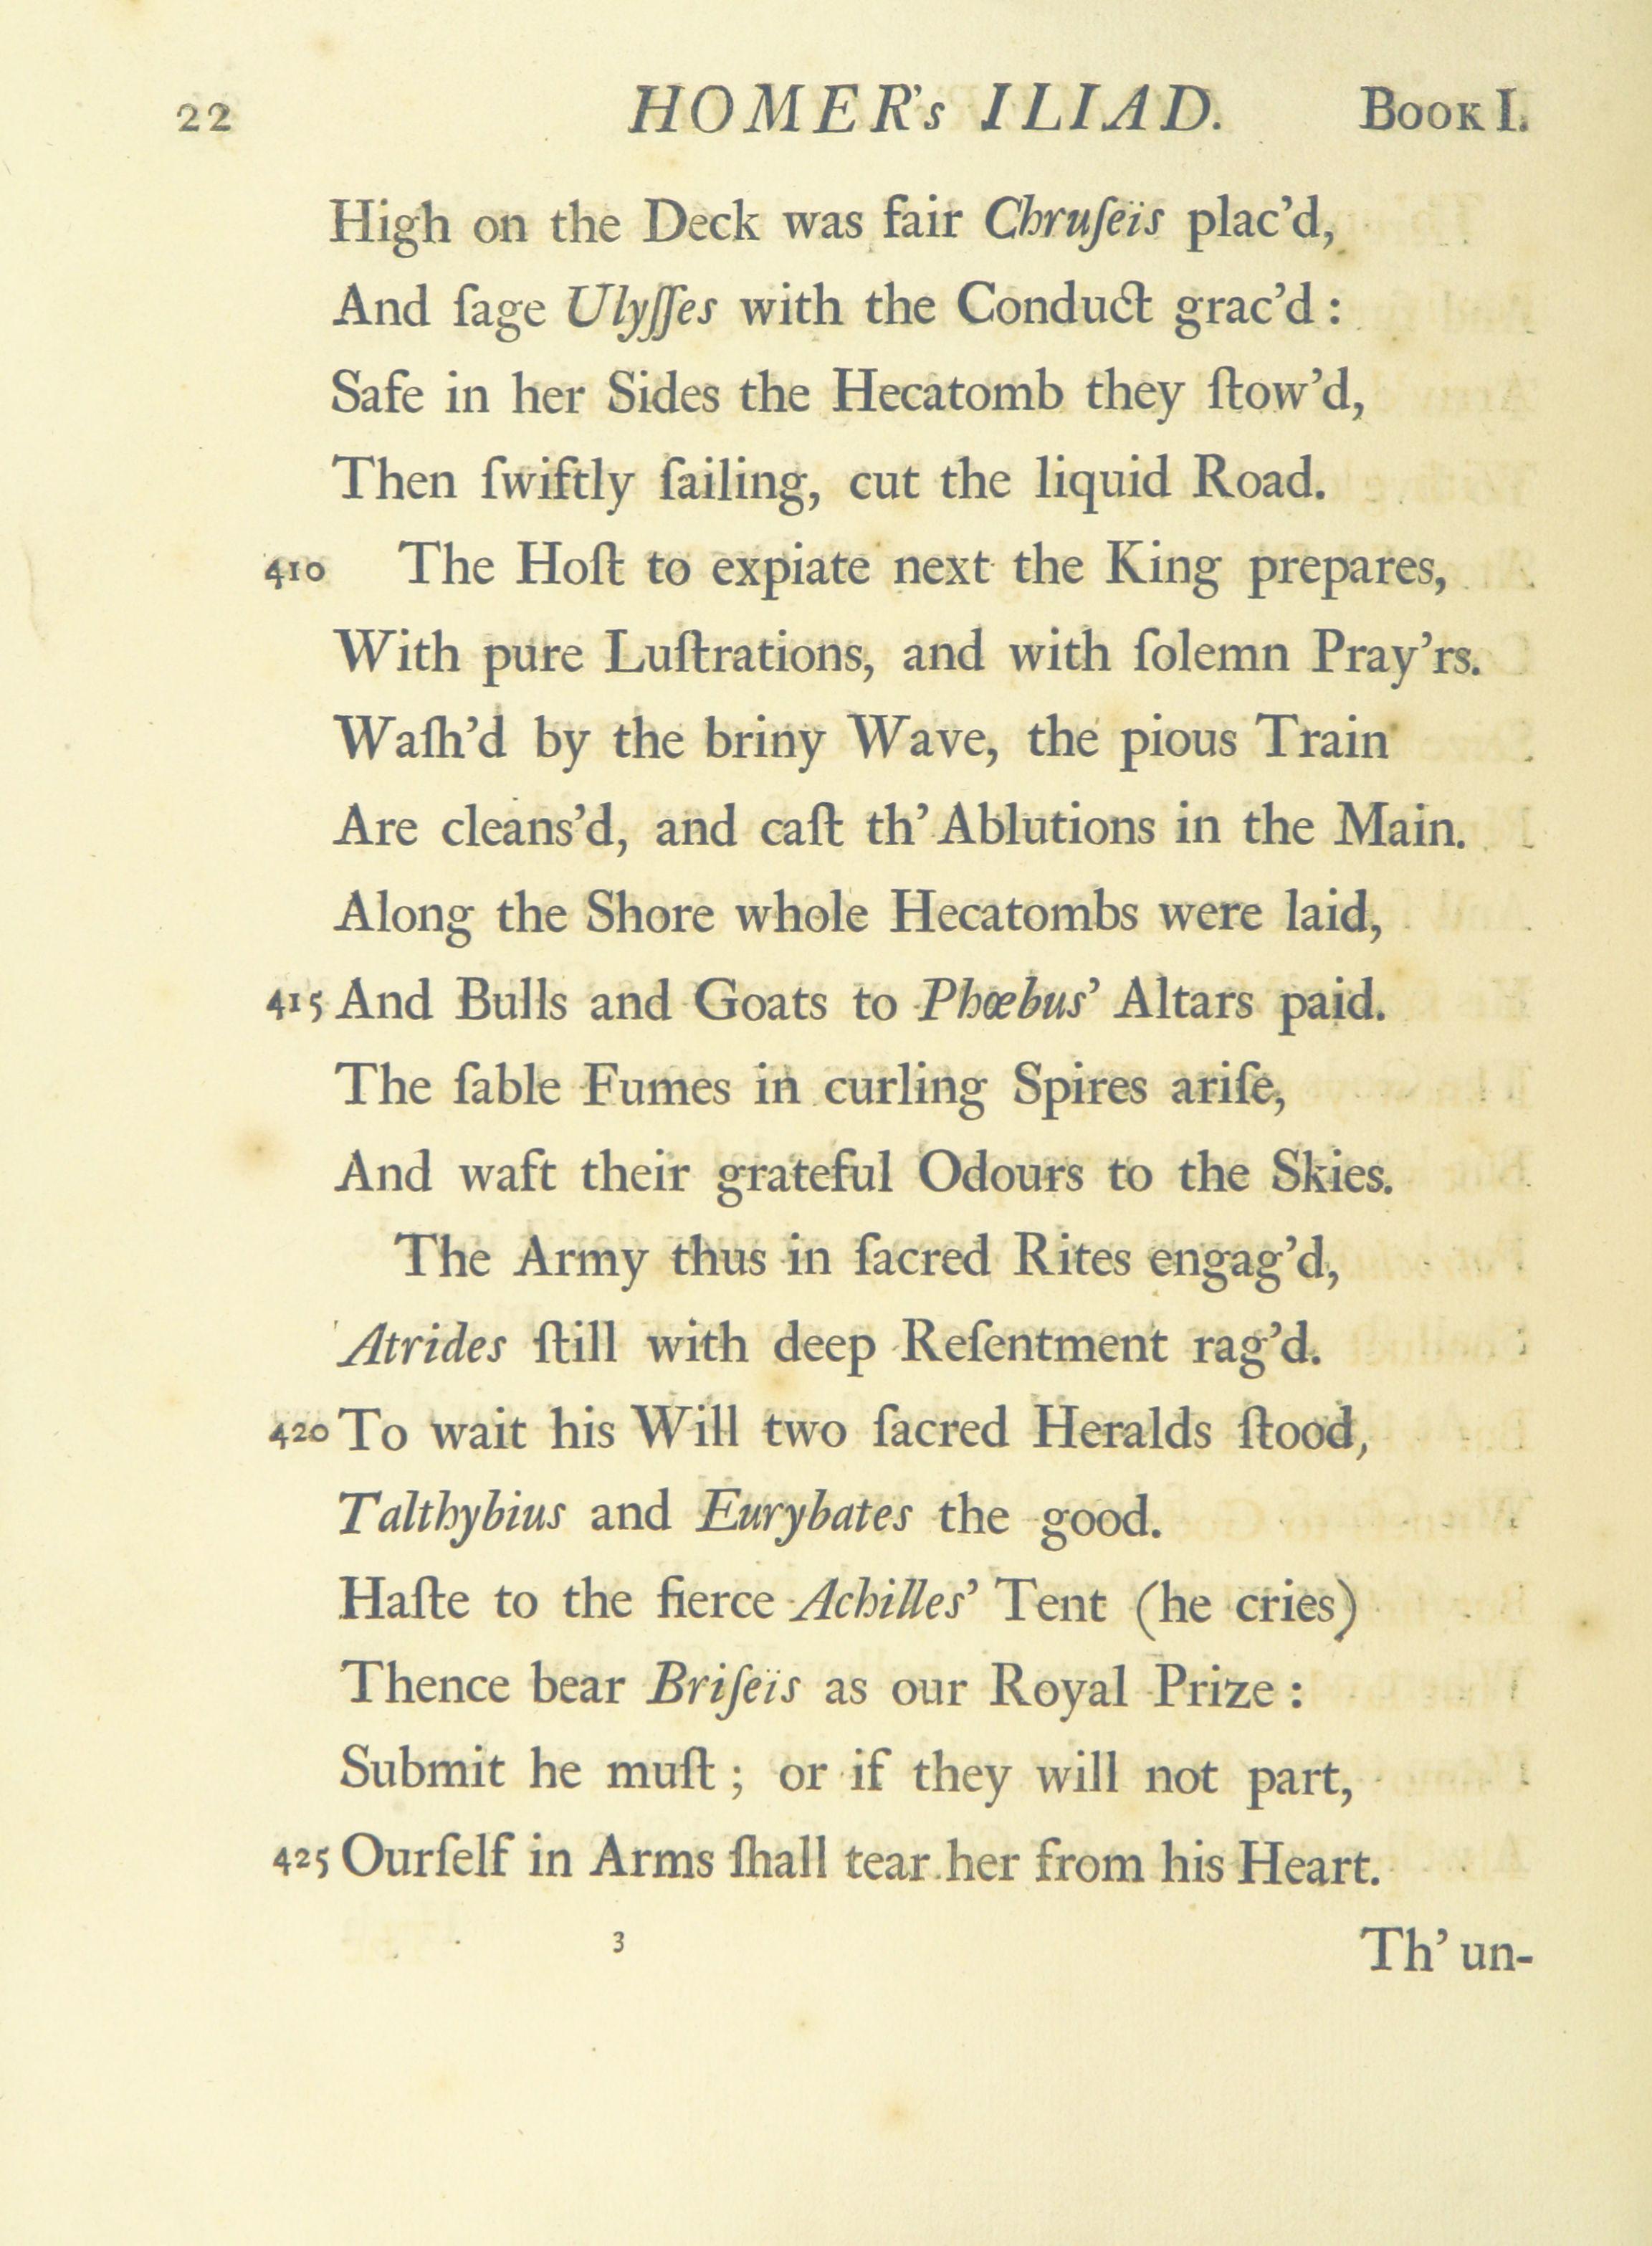 22 HOMER's ILIAD. BOOK I.
High on the Deck was fair Chruſeïs plac'd,
And ſage Ulyſſes with the Conduct grac'd :
Safe in her Sides the Hecatomb they ſtow'd,
Then ſwiftly ſailing, cut the liquid Road.
410 The Hoſt to expiate next the King prepares,
With pure Luſtrations, and with ſolemn Pray'rs.
Waſh'd by the briny Wave, the pious Train
Are cleans'd, and caſt th' Ablutions in the Main.
Along the Shore whole Hecatombs were laid,
415 And Bulls and Goats to Phœbus' Altars paid.
The ſable Fumes in curling Spires ariſe,
And waft their grateful Odours to the Skies.
The Army thus in ſacred Rites engag'd,
Atrides ſtill with deep Reſentment rag'd.
420 To wait his Will two ſacred Heralds ſtood,
Talthybius and Eurybates the good.
Haſte to the fierce Achilles' Tent (he cries)
Thence bear Briſeïs as our Royal Prize :
Submit he muſt ; or if they will not part,
425 Ourſelf in Arms ſhall tear her from his Heart.
3 Th' un-